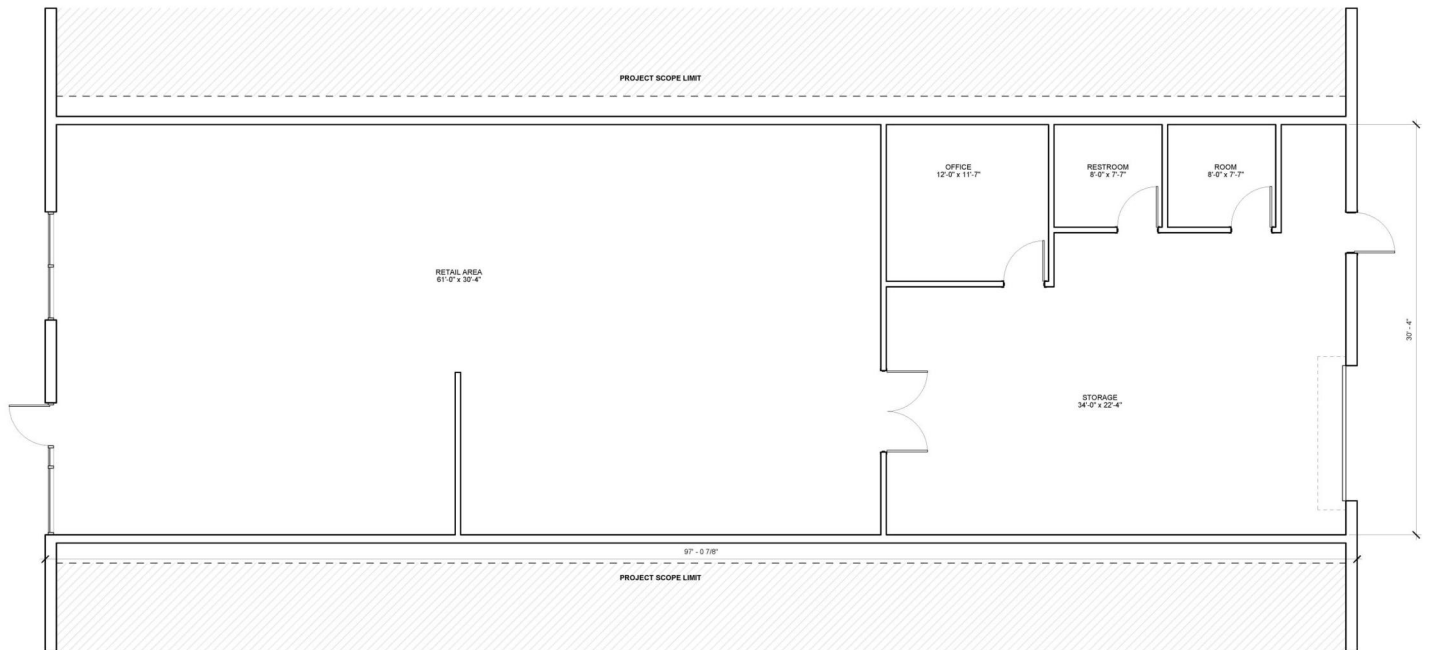 PROJECT SCOPE LIMIT
OFFICE
12'-0" x 11'-7"
RESTROOM
8'-0" x 7'-7"
ROOM
8'-0" x 7'-7"
RETAIL AREA
61'-0" x 30'-4"
30' - 4"
STORAGE
34'-0" x 22'-4"
97' - 0 7/8"
PROJECT SCOPE LIMIT